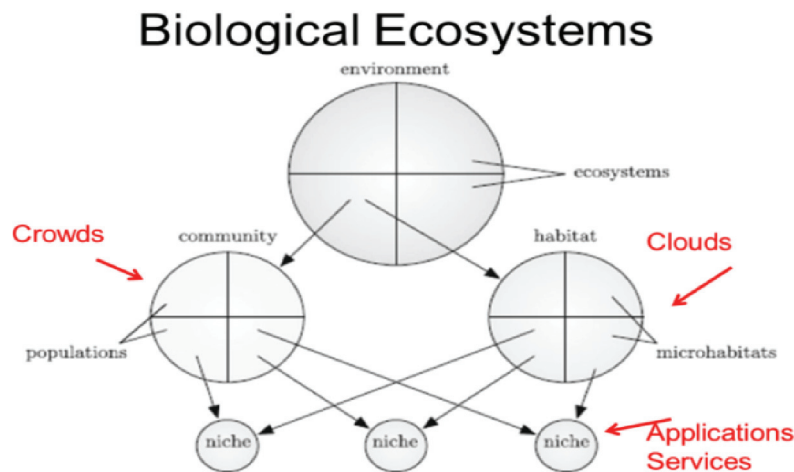 Biological Ecosystems
environment
ecosystems
Crowds
community
habitat
Clouds
populations
microhabitats
niche
niche
niche
Applications
Services